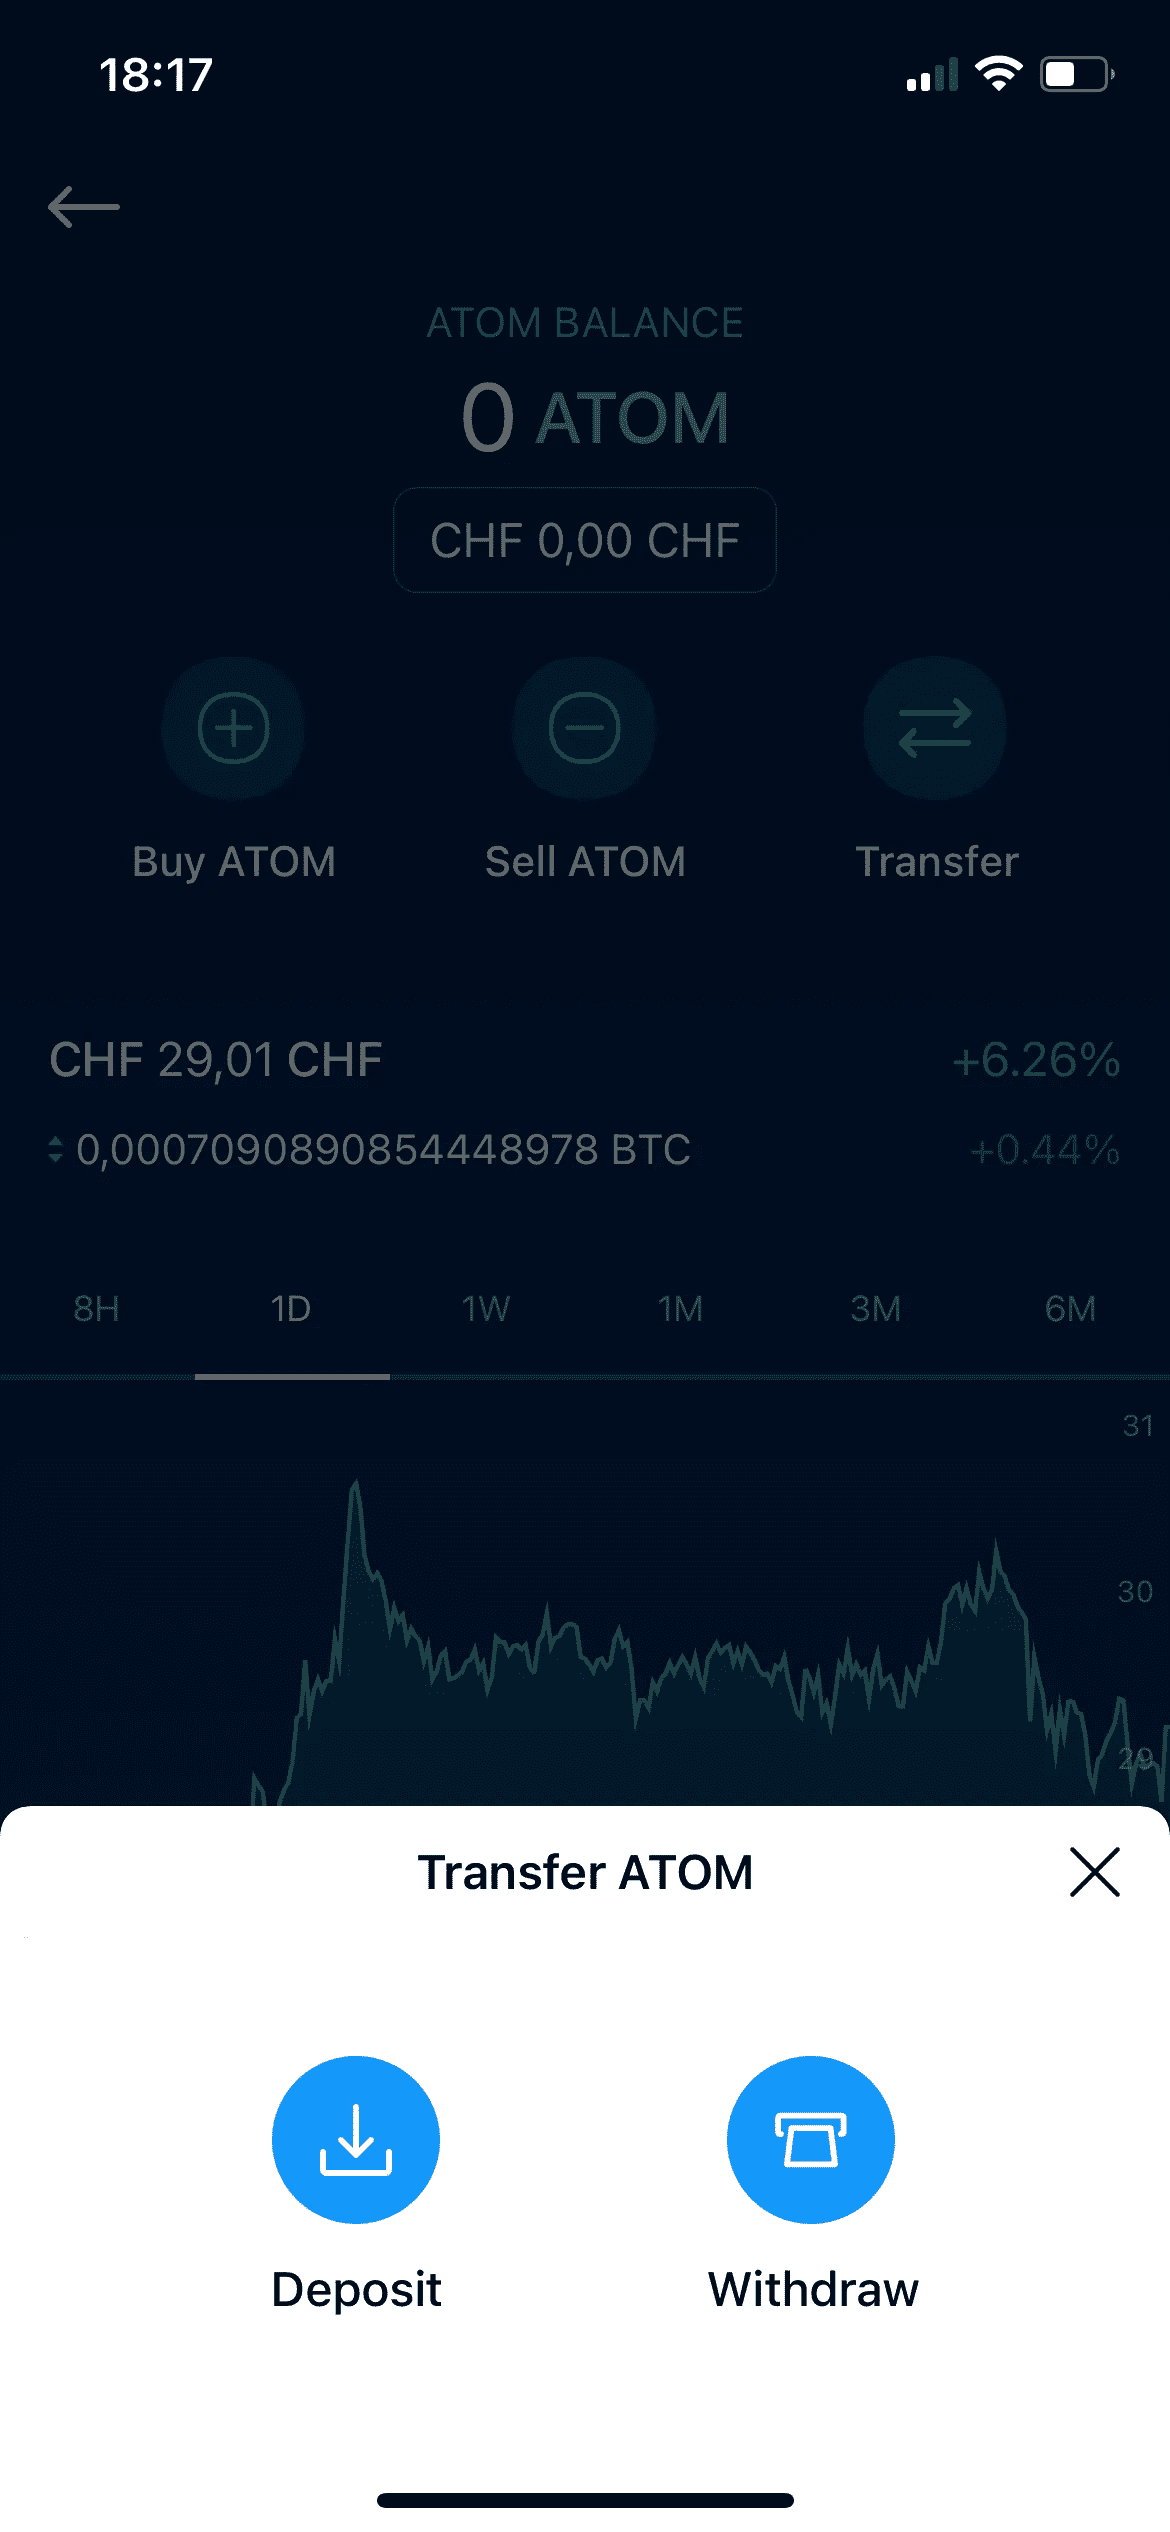 18:17
ATOM BALANCE
0 ATOM
CHF 0,00 CHF
Buy ATOM Sell ATOM Transfer
CHF 29,01 CHF +6.26%
0,00070908908544489​78 BTC +0.44%
8H 1D 1W 1M 3M 6M
31
30
29
Transfer ATOM
Deposit Withdraw